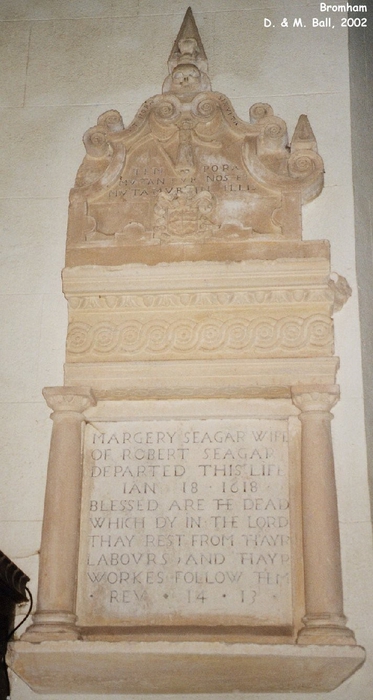 Bromham
D. & M. Ball, 2002
MARGERY SEAGAR WIFE
OF ROBERT SEAGAR
DEPARTED THIS LIFE
IAN · 18 · 1618
BLESSED ARE THE DEAD
WHICH DY IN THE LORD
THAY REST FROM THAYR
LABOVRS AND THAYR
WORKES FOLLOW THEM
· REV · 14 · 13 ·